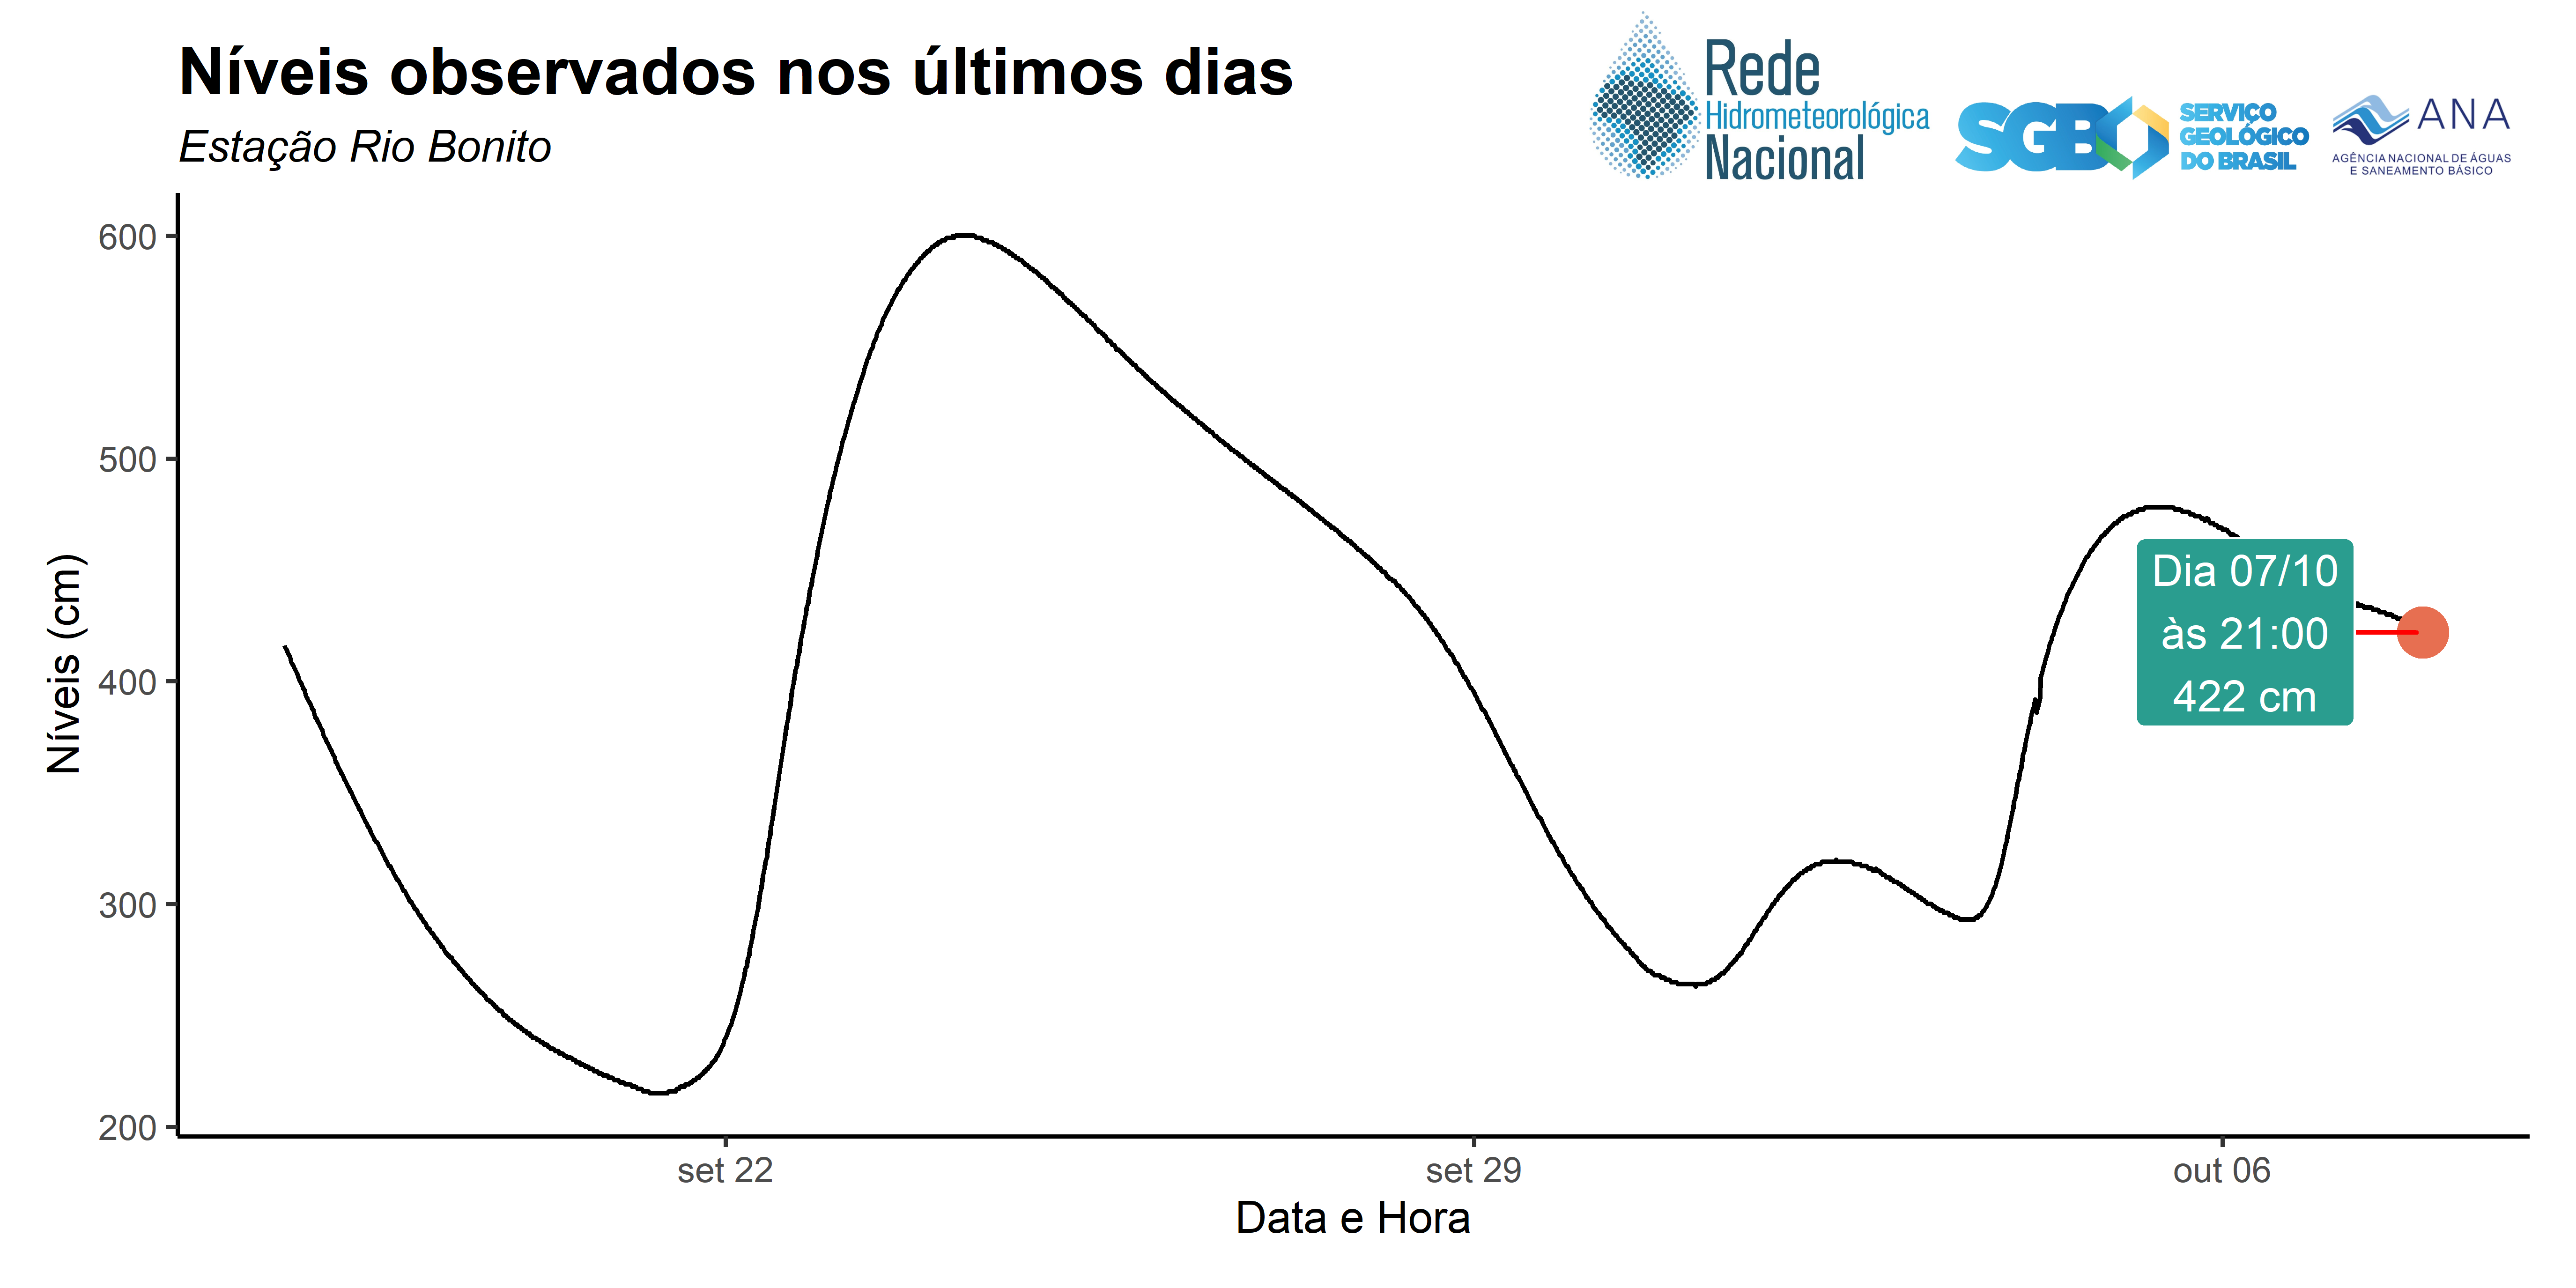 Níveis observados nos últimos dias
Estação Rio Bonito
Rede
Hidrometeorológica
Nacional
SGB
SERVIÇO
GEOLÓGICO
DO BRASIL
ANA
AGÊNCIA NACIONAL DE ÁGUAS
E SANEAMENTO BÁSICO
Níveis (cm)
600
500
400
300
200
Dia 07/10
às 21:00
422 cm
set 22
set 29
out 06
Data e Hora